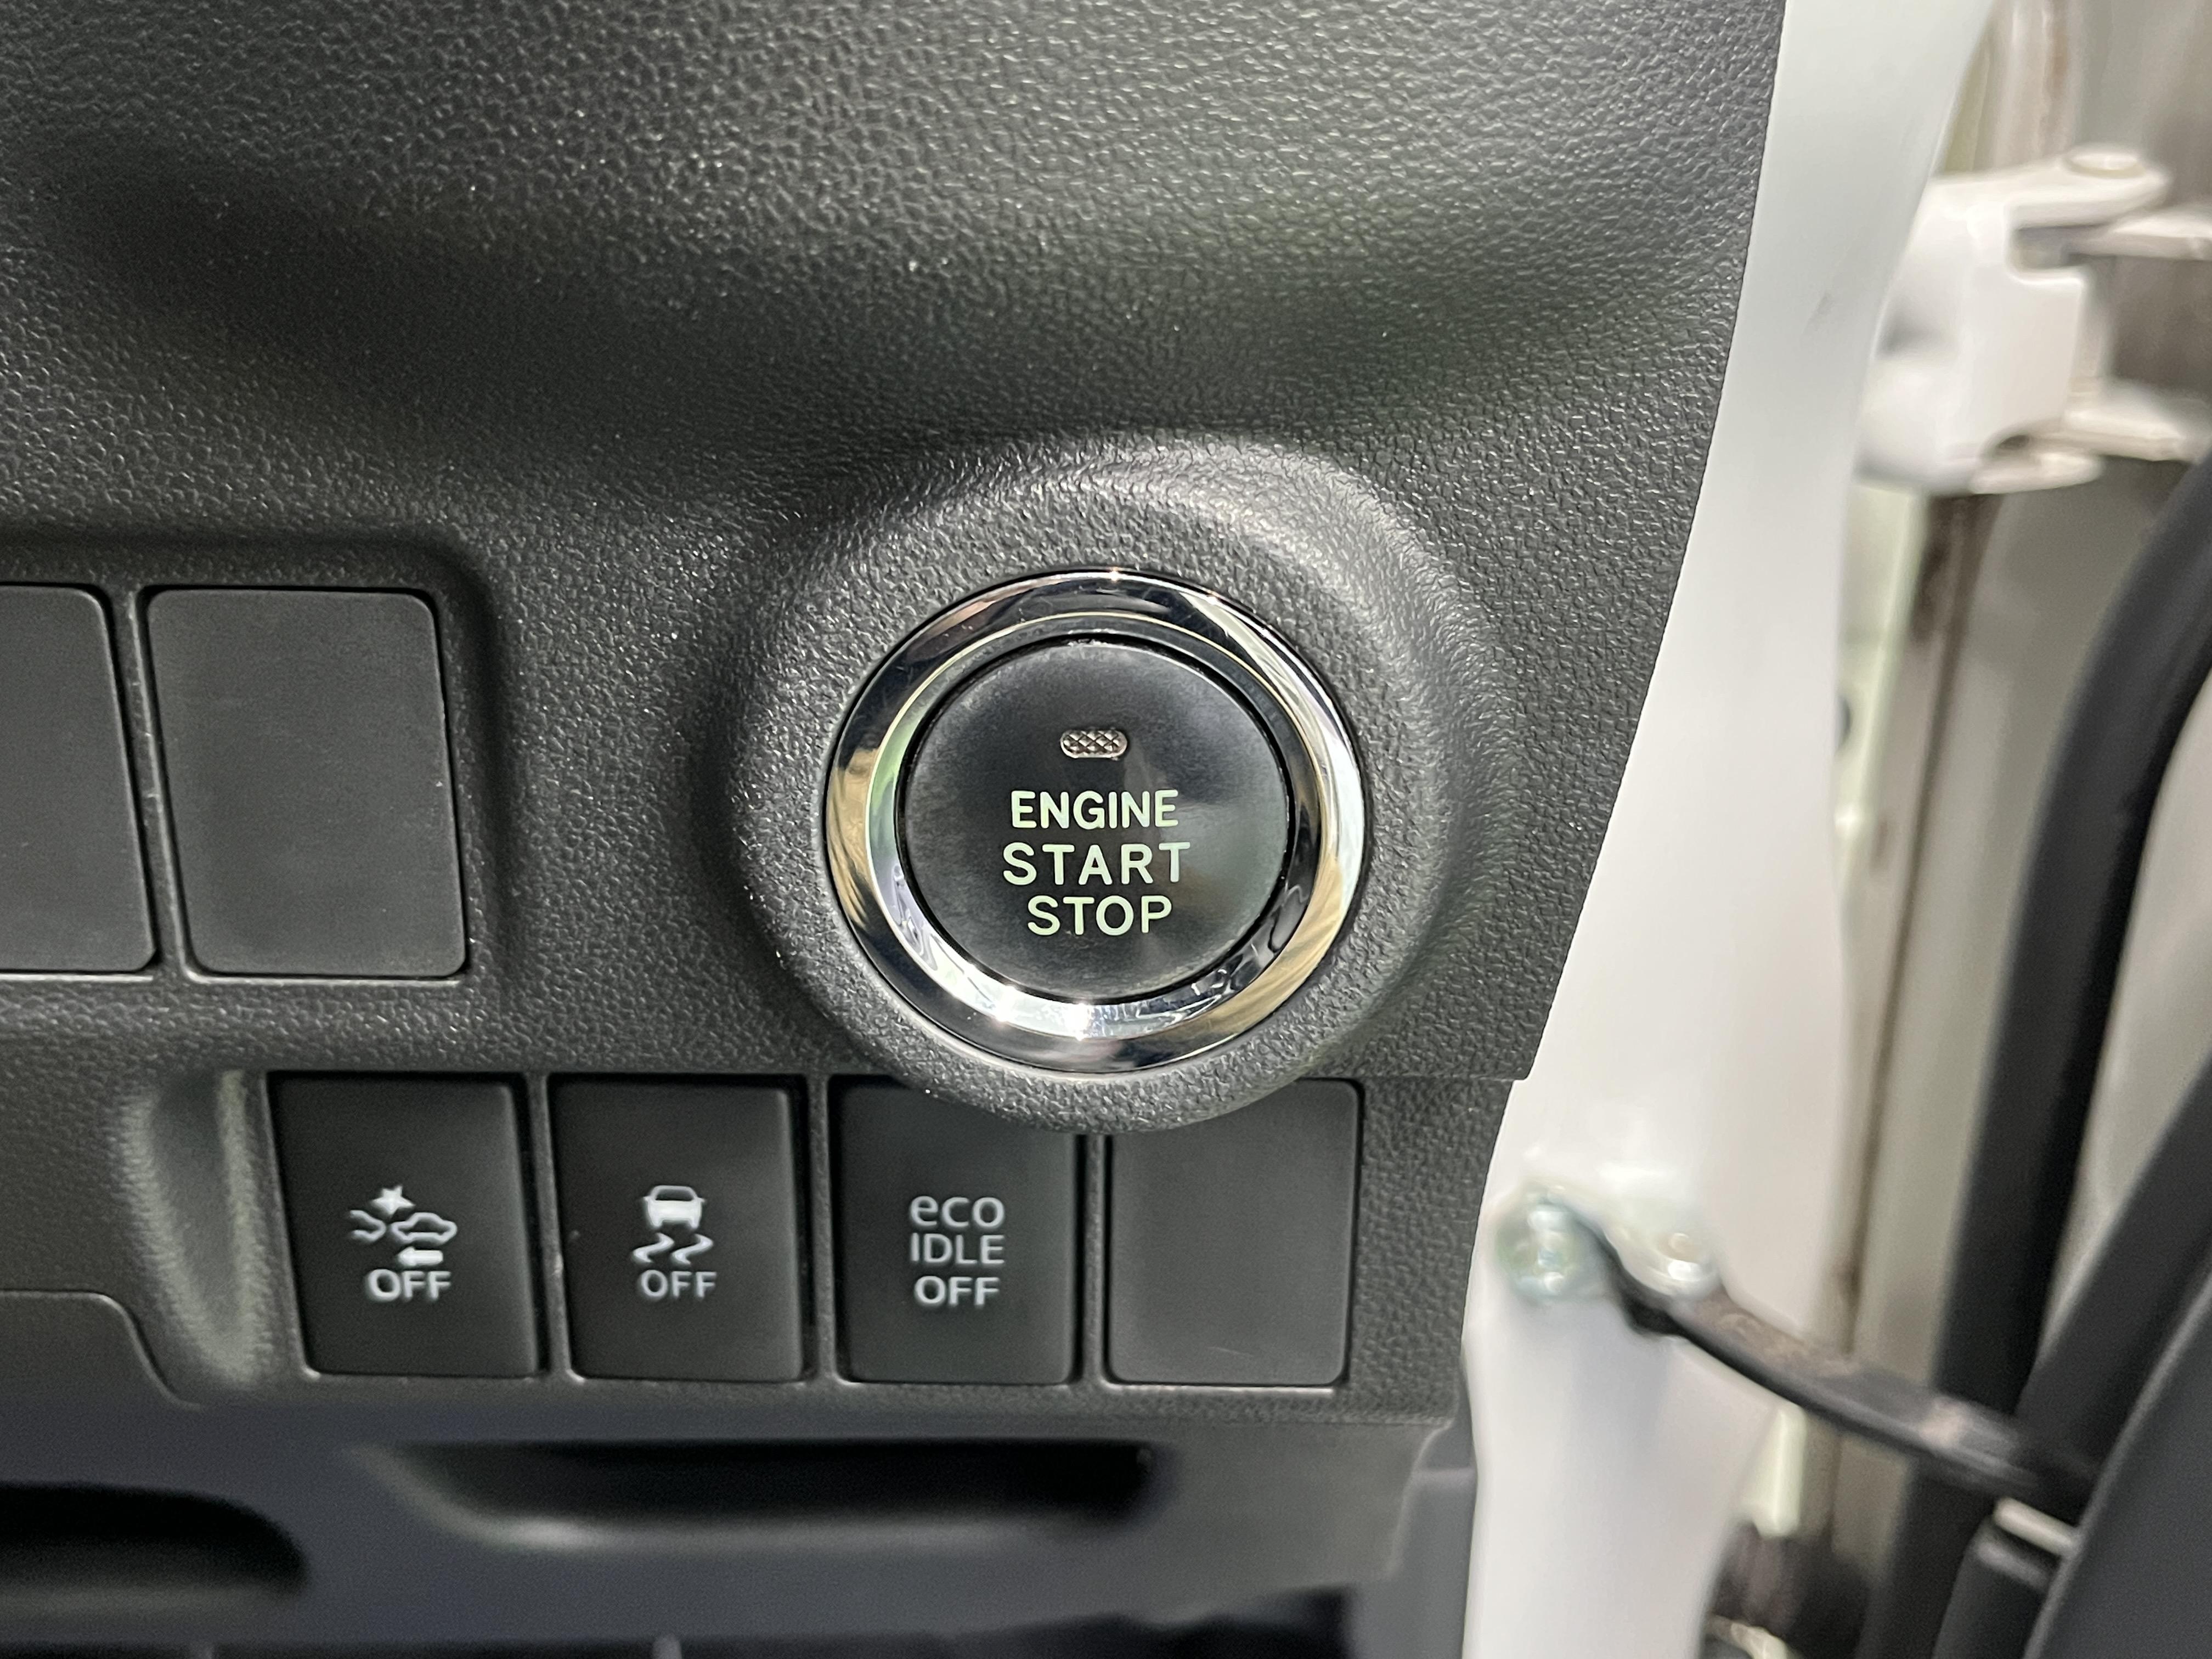 ENGINE
START
STOP
OFF
OFF
eco
IDLE
OFF